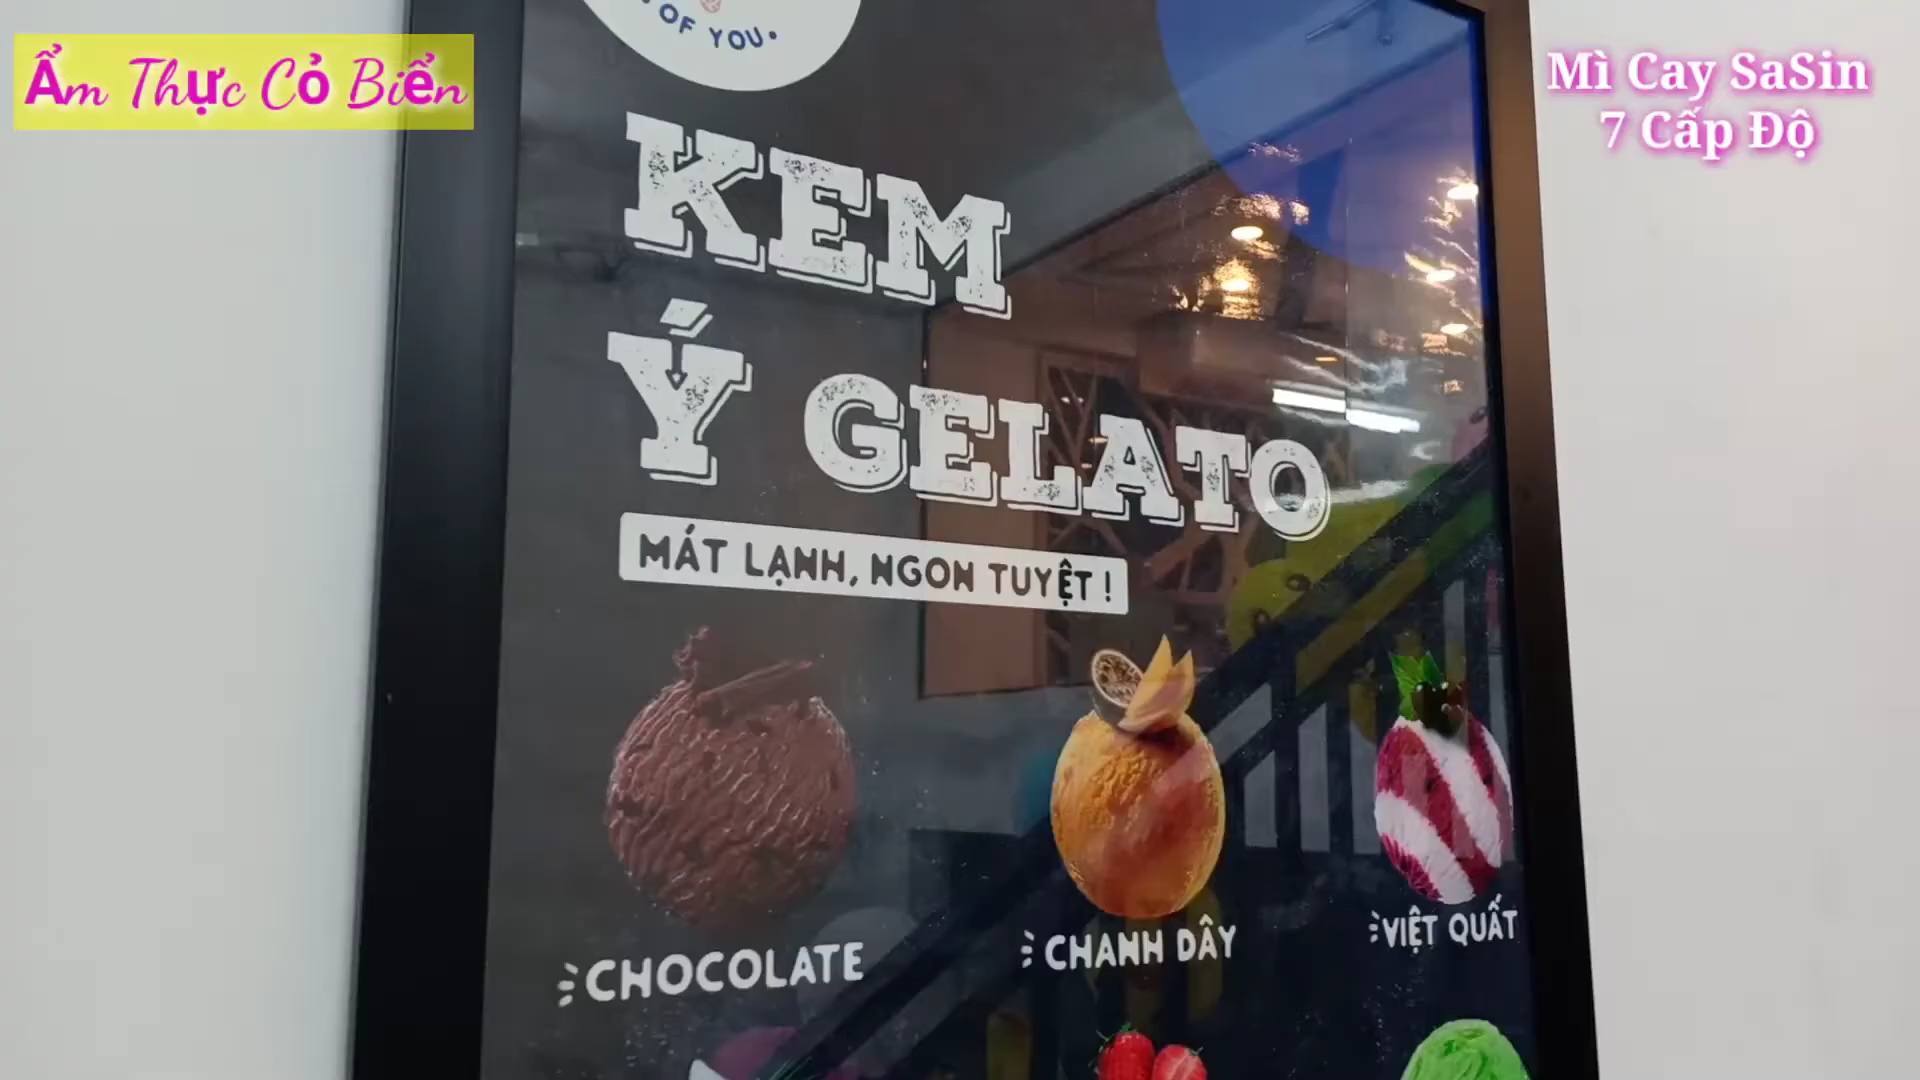 Ẩm Thực Cỏ Biển
Mì Cay SaSin
7 Cấp Độ
OF YOU
KEM
Ý GELATO
MÁT LẠNH, NGON TUYỆT !
CHOCOLATE
CHANH DÂY
VIỆT QUẤT